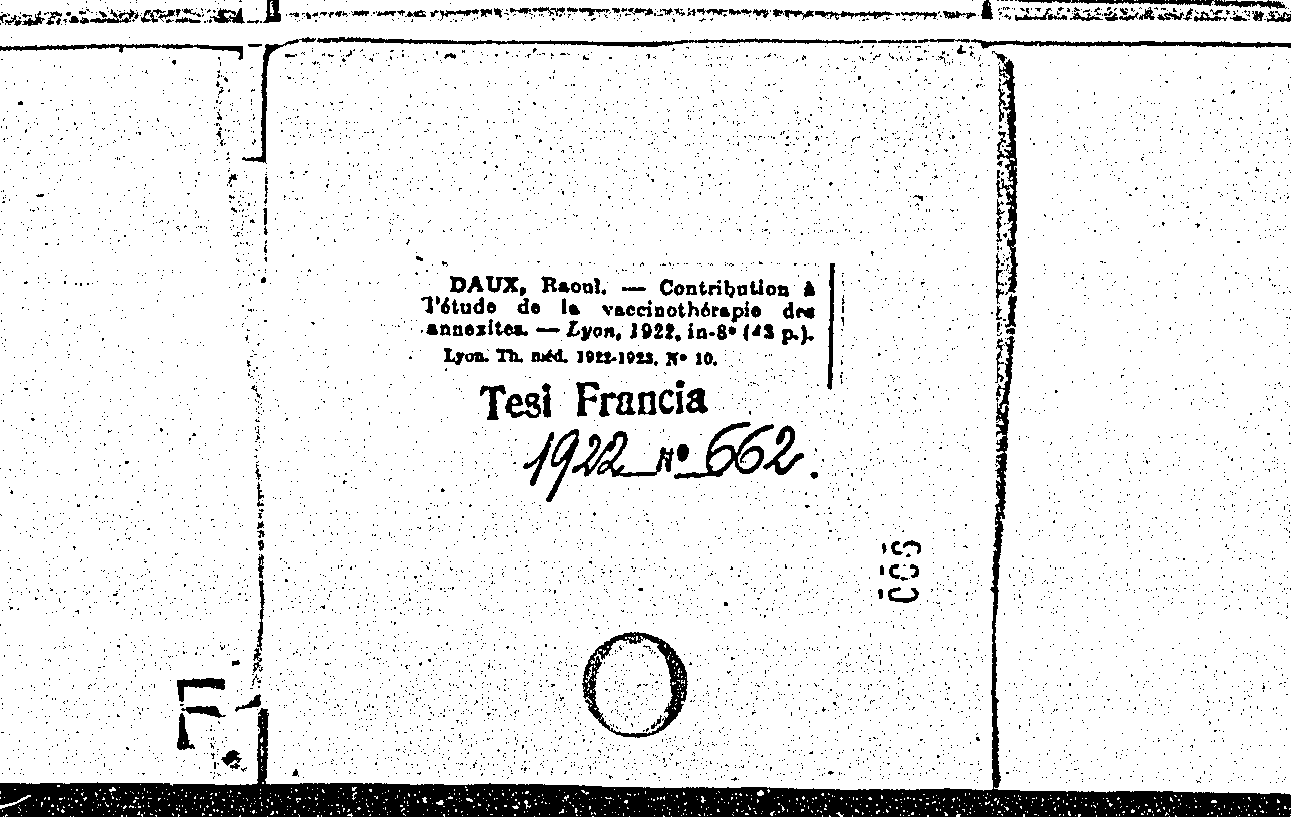 DAUX, Raoul. — Contribution à
l'étude de la vaccinothérapie des
annexites. — Lyon, 1922, in-8° (43 p.).
Lyon. Th. méd. 1922-1923. N° 10.
Tesi Francia
1922 N° 662.